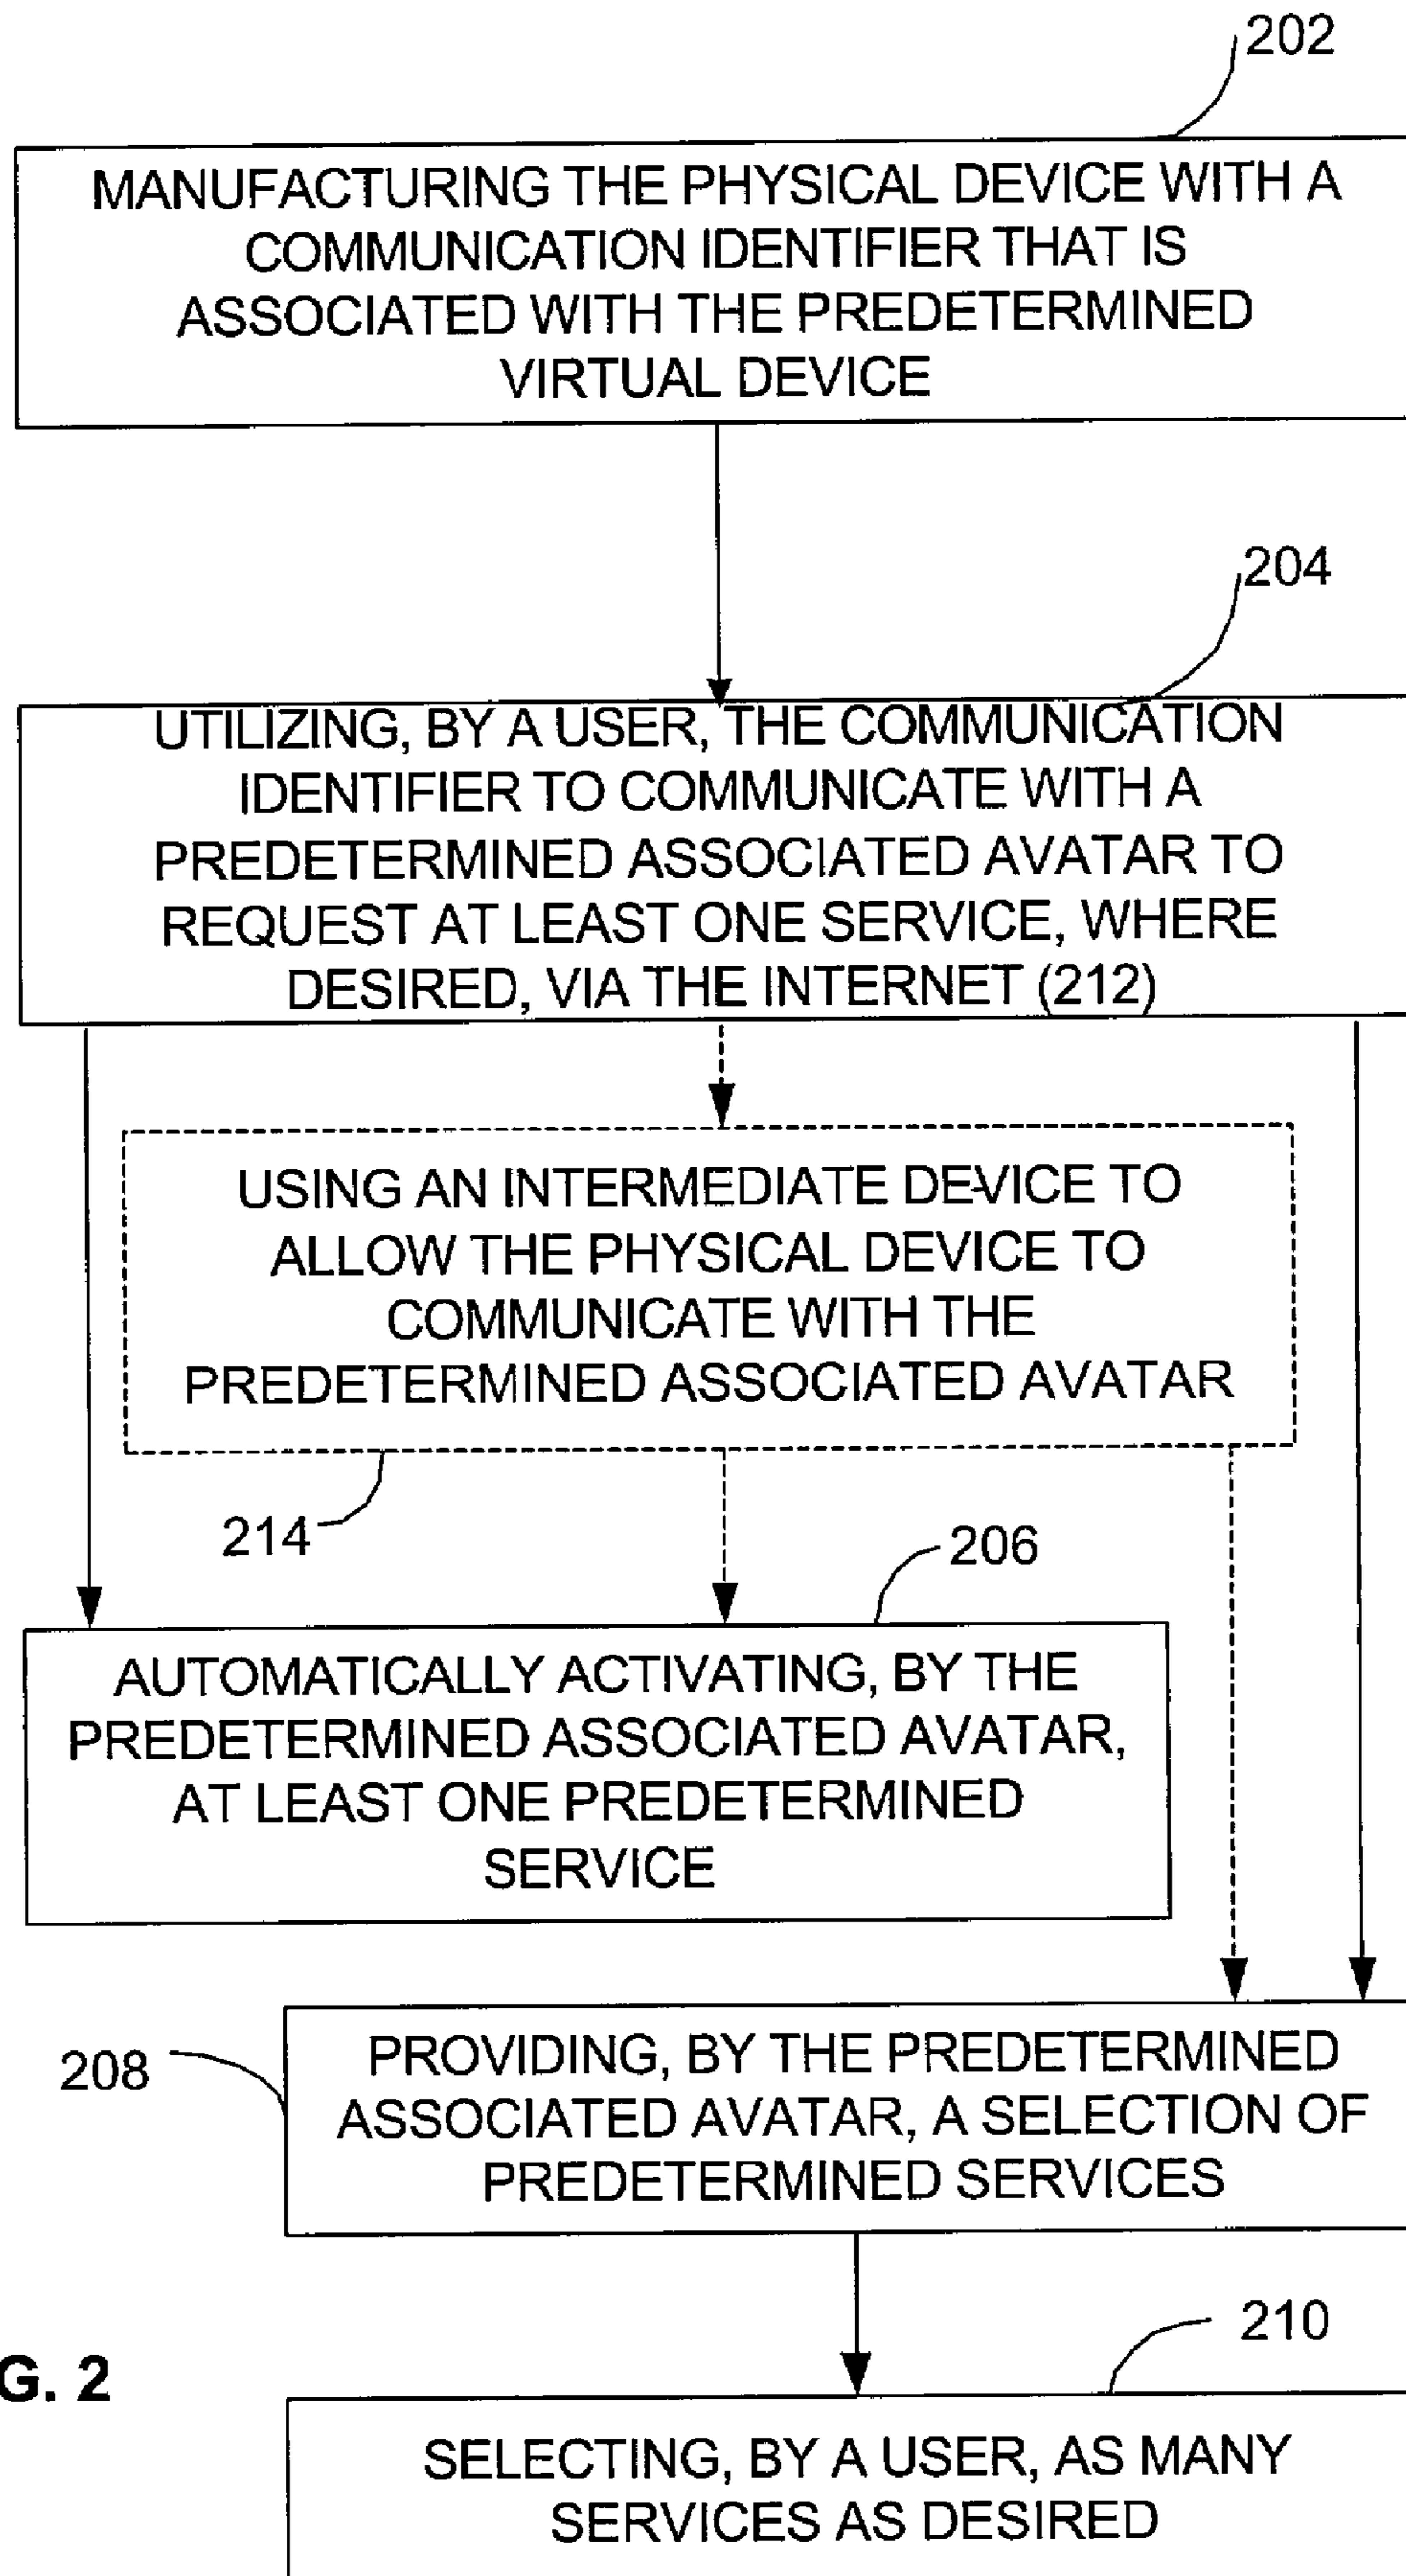 202
MANUFACTURING THE PHYSICAL DEVICE WITH A
COMMUNICATION IDENTIFIER THAT IS
ASSOCIATED WITH THE PREDETERMINED
VIRTUAL DEVICE
204
UTILIZING, BY A USER, THE COMMUNICATION
IDENTIFIER TO COMMUNICATE WITH A
PREDETERMINED ASSOCIATED AVATAR TO
REQUEST AT LEAST ONE SERVICE, WHERE
DESIRED, VIA THE INTERNET (212)
USING AN INTERMEDIATE DEVICE TO
ALLOW THE PHYSICAL DEVICE TO
COMMUNICATE WITH THE
PREDETERMINED ASSOCIATED AVATAR
214
206
AUTOMATICALLY ACTIVATING, BY THE
PREDETERMINED ASSOCIATED AVATAR,
AT LEAST ONE PREDETERMINED
SERVICE
208
PROVIDING, BY THE PREDETERMINED
ASSOCIATED AVATAR, A SELECTION OF
PREDETERMINED SERVICES
210
G. 2
SELECTING, BY A USER, AS MANY
SERVICES AS DESIRED